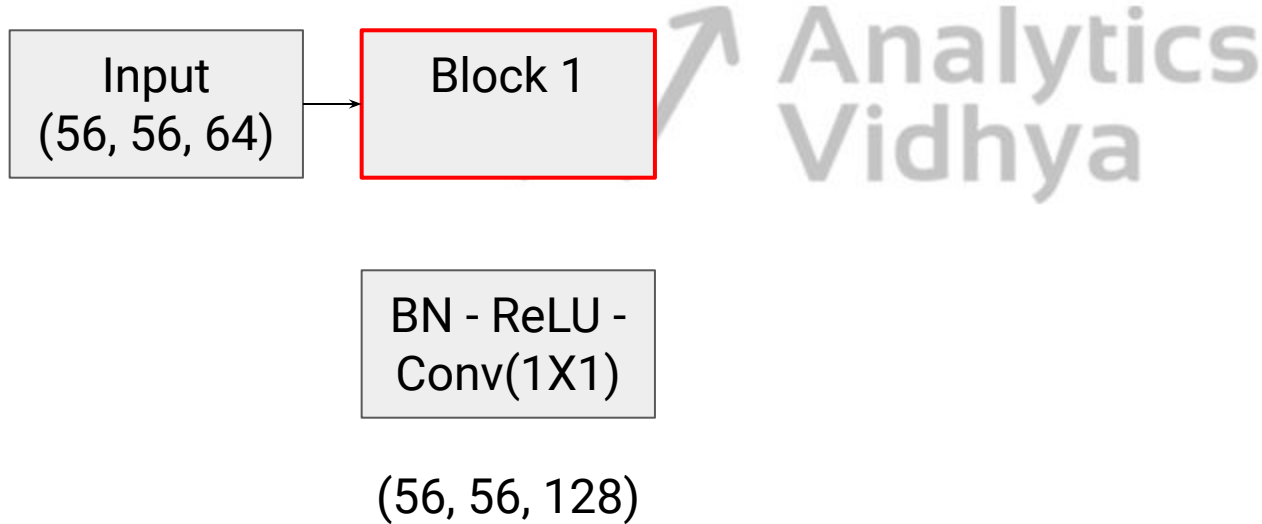 Input
(56, 56, 64)
Block 1
Analytics
Vidhya
BN - ReLU -
Conv(1X1)
(56, 56, 128)